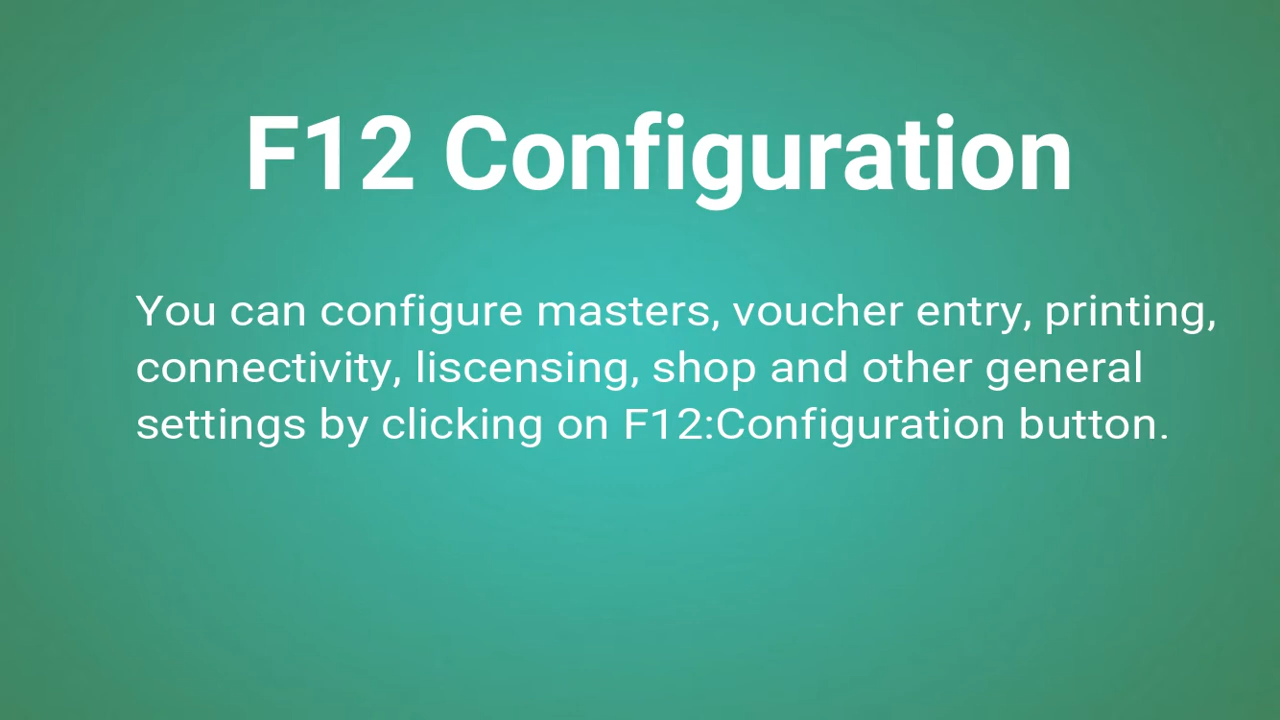 F12 Configuration
You can configure masters, voucher entry, printing,
connectivity, liscensing, shop and other general
settings by clicking on F12:Configuration button.